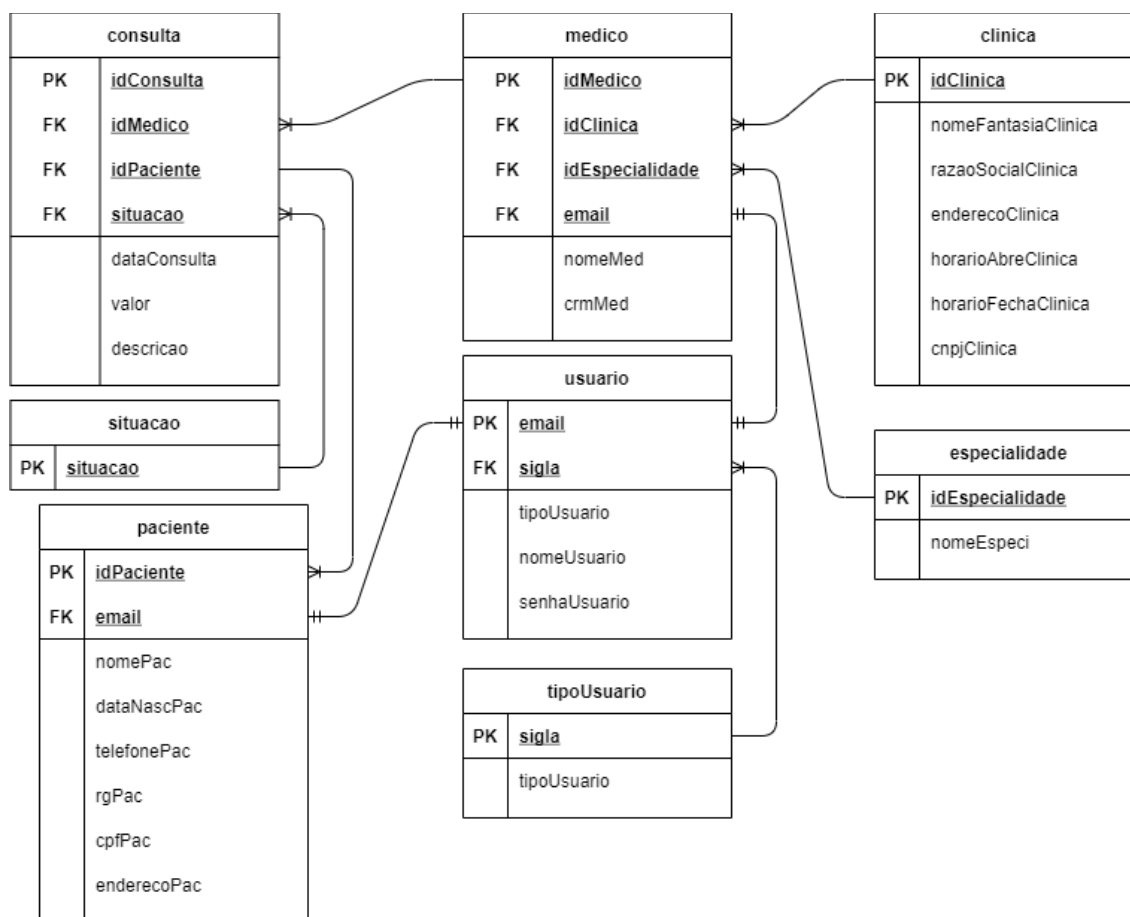 consulta
PK idConsulta
FK idMedico
FK idPaciente
FK situacao
dataConsulta
valor
descricao
situacao
PK situacao
paciente
PK idPaciente
FK email
nomePac
dataNascPac
telefonePac
rgPac
cpfPac
enderecoPac
medico
PK idMedico
FK idClinica
FK idEspecialidade
FK email
nomeMed
crmMed
usuario
PK email
FK sigla
tipoUsuario
nomeUsuario
senhaUsuario
tipoUsuario
PK sigla
tipoUsuario
clinica
PK idClinica
nomeFantasiaClinica
razaoSocialClinica
enderecoClinica
horarioAbreClinica
horarioFechaClinica
cnpjClinica
especialidade
PK idEspecialidade
nomeEspeci